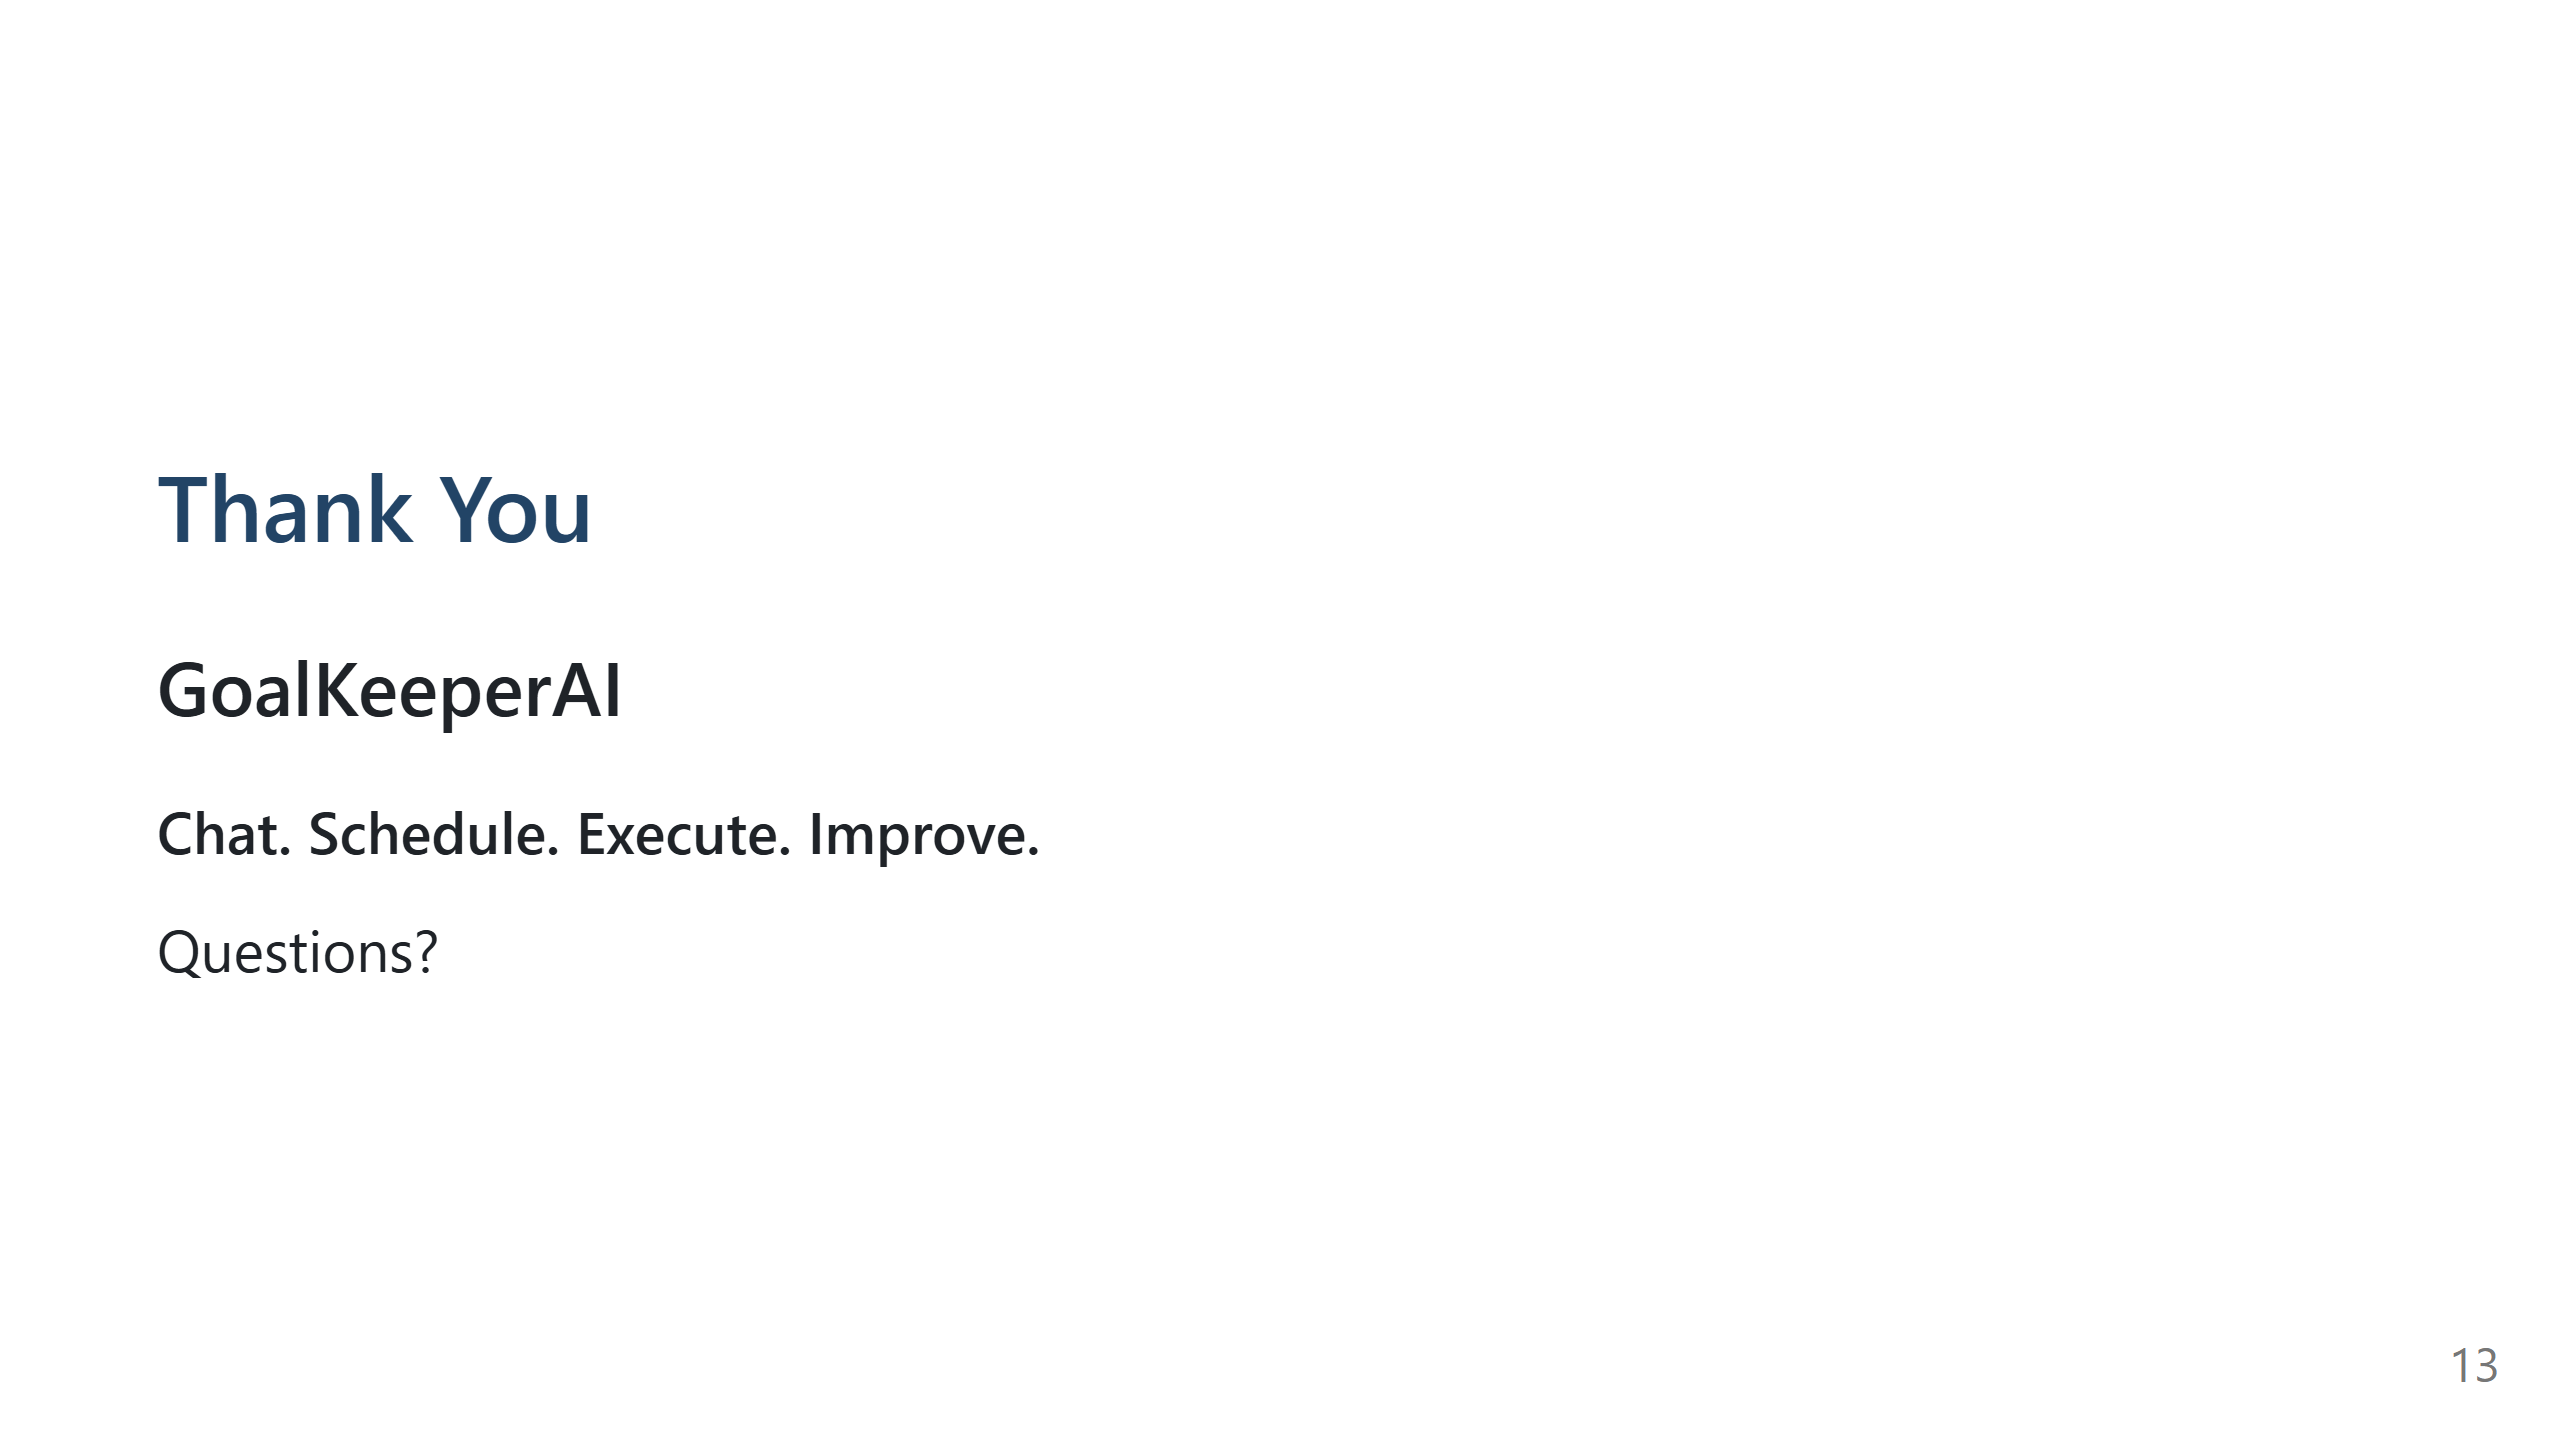 Thank You
GoalKeeperAI
Chat. Schedule. Execute. Improve.
Questions?
13